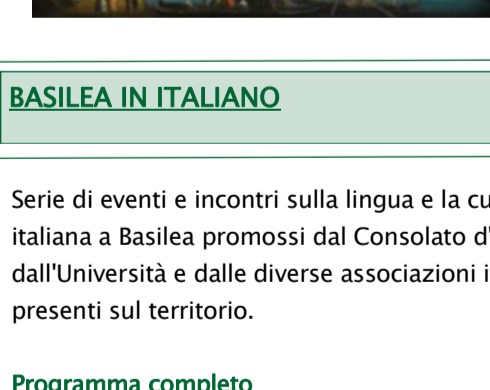 BASILEA IN ITALIANO
Serie di eventi e incontri sulla lingua e la
italiana a Basilea promossi dal Consolato
dall'Università e dalle diverse associazioni
presenti sul territorio.
Programma completo